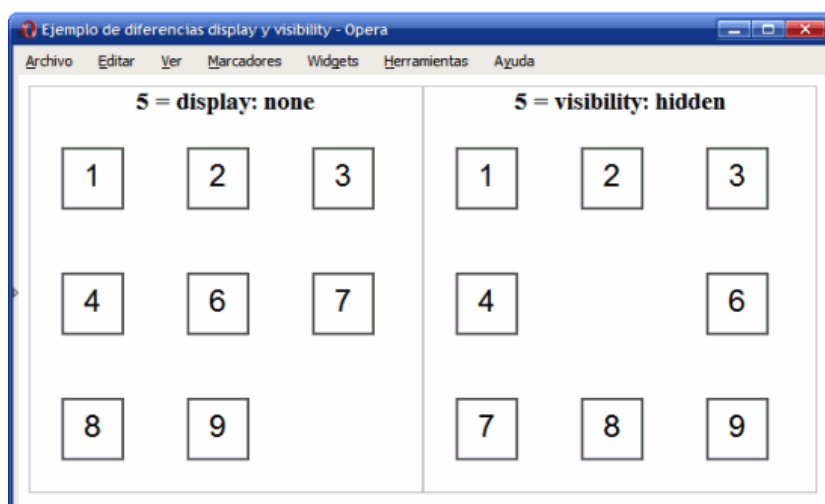 Ejemplo de diferencias display y visibility - Opera
Archivo Editar Ver Marcadores Widgets Herramientas Ayuda
5 = display: none
1 2 3
4 6 7
8 9
5 = visibility: hidden
1 2 3
4 6
7 8 9